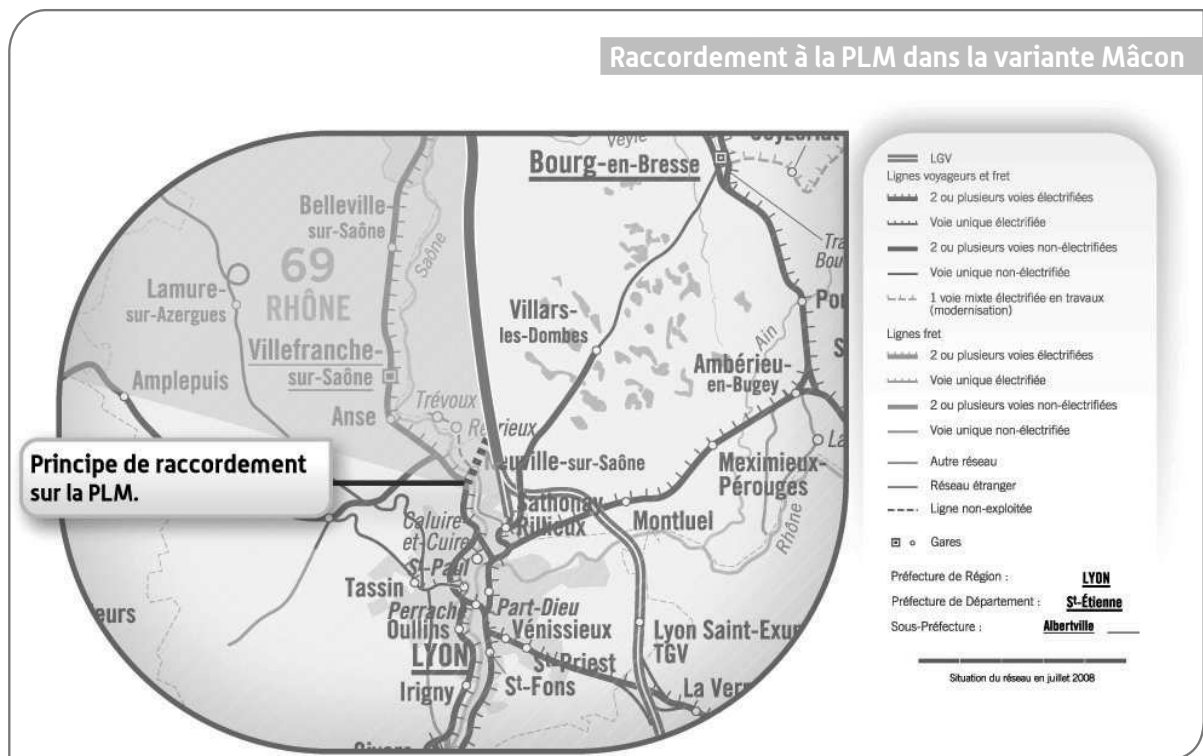 Raccordement à la PLM dans la variante Mâcon
Veyle
Bourg-en-Bresse
Belleville-
sur-Saône
Saône
69
RHÔNE
Lamure-
sur-Azergues
Villars-
les-Dombes
Ain
Villefranche-
sur-Saône
Ambérieu-
en-Bugey
Amplepuis
Trévoux
Anse
Principe de raccordement
sur la PLM.
Neuville-sur-Saône
Meximieux-
Pérouges
Sathonay
Rillieux
Montluel
Rhône
Caluire-
et-Cuire
St-Paul
Tassin
Perrache
Part-Dieu
Oullins
Vénissieux
LYON
St-Priest
Lyon Saint-Exu
TGV
Irigny
St-Fons
La Ver
LGV
Lignes voyageurs et fret
2 ou plusieurs voies électrifiées
Voie unique électrifiée
2 ou plusieurs voies non-électrifiées
Voie unique non-électrifiée
1 voie mixte électrifiée en travaux
(modernisation)
Lignes fret
2 ou plusieurs voies électrifiées
Voie unique électrifiée
2 ou plusieurs voies non-électrifiées
Voie unique non-électrifiée
Autre réseau
Réseau étranger
Ligne non-exploitée
Gares
Préfecture de Région : LYON
Préfecture de Département : St-Étienne
Sous-Préfecture : Albertville
Situation du réseau en juillet 2008